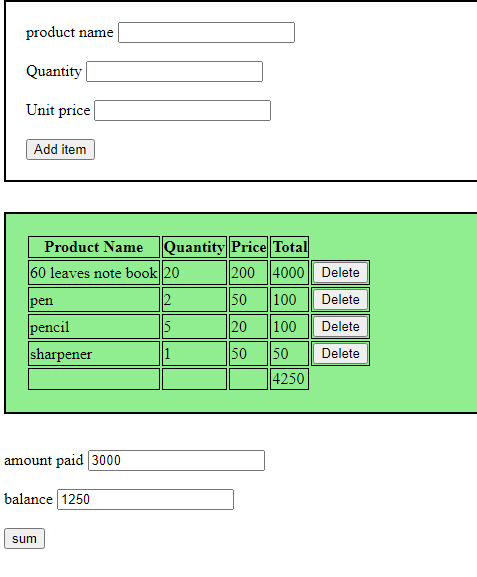 product name
Quantity
Unit price
Add item
Product Name Quantity Price Total
60 leaves note book 20 200 4000 Delete
pen 2 50 100 Delete
pencil 5 20 100 Delete
sharpener 1 50 50 Delete
4250
amount paid 3000
balance 1250
sum